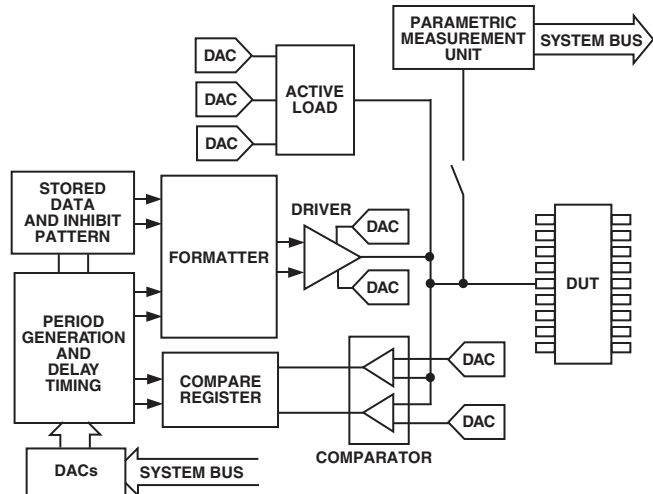 PARAMETRIC
MEASUREMENT
UNIT
SYSTEM BUS
DAC
DAC
DAC
ACTIVE
LOAD
STORED
DATA
AND INHIBIT
PATTERN
FORMATTER
DRIVER
DAC
DAC
DUT
PERIOD
GENERATION
AND
DELAY
TIMING
COMPARE
REGISTER
DAC
DAC
COMPARATOR
DACs
SYSTEM BUS